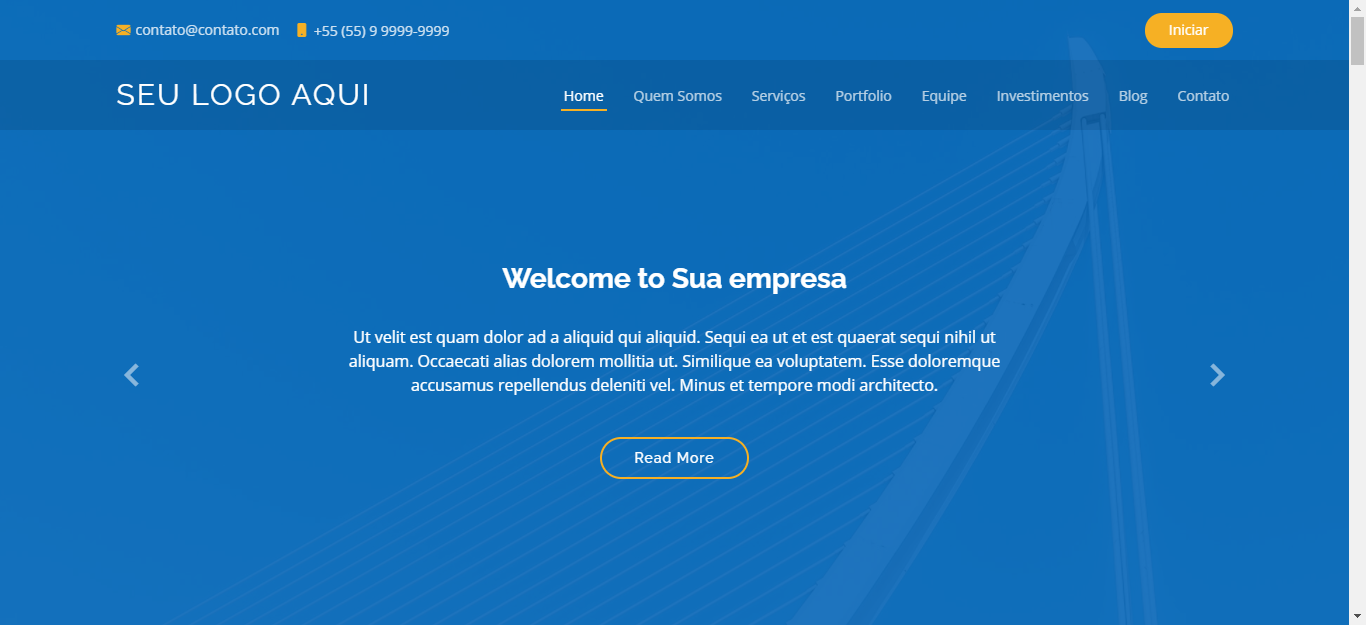 contato@contato.com +55 (55) 9 9999-9999 Iniciar
SEU LOGO AQUI Home Quem Somos Serviços Portfolio Equipe Investimentos Blog Contato
Welcome to Sua empresa
Ut velit est quam dolor ad a aliquid qui aliquid. Sequi ea ut et est quaerat sequi nihil ut
aliquam. Occaecati alias dolorem mollitia ut. Similique ea voluptatem. Esse doloremque
accusamus repellendus deleniti vel. Minus et tempore modi architecto.
Read More